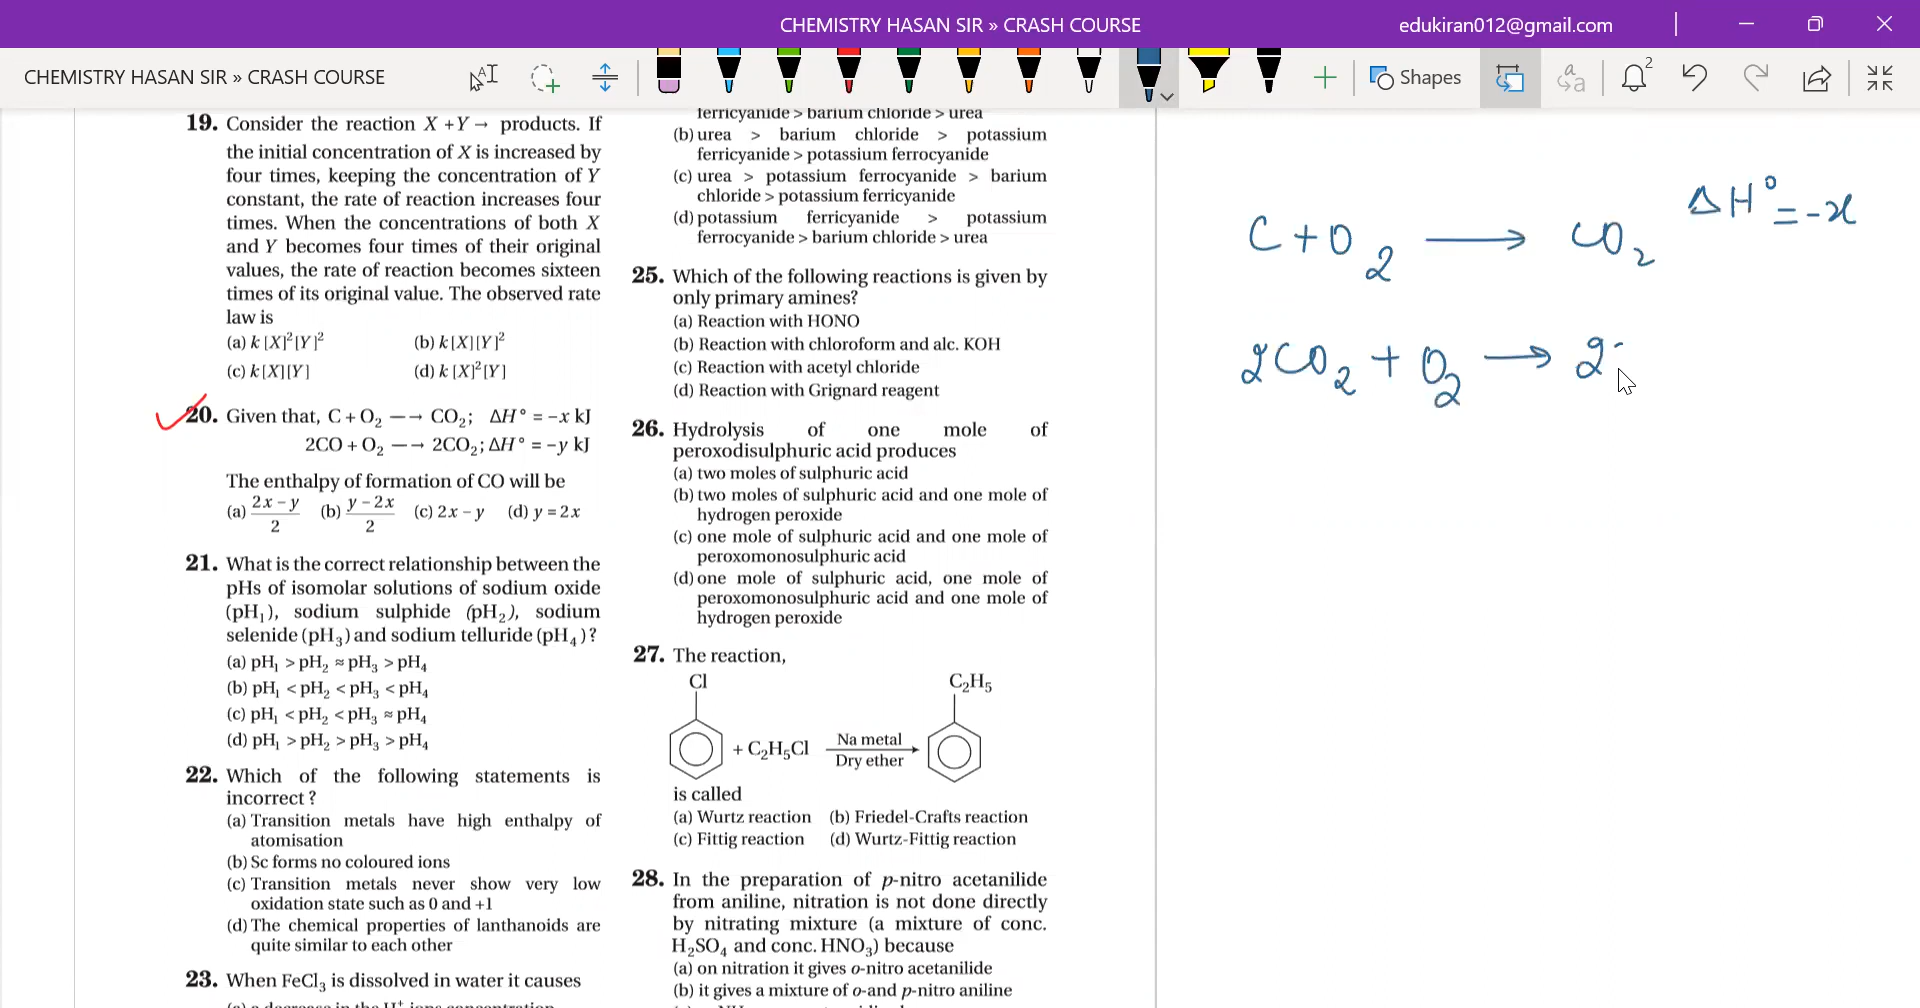 CHEMISTRY HASAN SIR » CRASH COURSE
edukiran012@gmail.com
CHEMISTRY HASAN SIR » CRASH COURSE
Shapes
2
19. Consider the reaction X + Y → products. If
the initial concentration of X is increased by
four times, keeping the concentration of Y
constant, the rate of reaction increases four
times. When the concentrations of both X
and Y becomes four times of their original
values, the rate of reaction becomes sixteen
times of its original value. The observed rate
law is
(a) k [X]²[Y]² (b) k [X][Y]²
(c) k [X][Y] (d) k [X]²[Y]
20. Given that, C + O₂ —→ CO₂; ΔH° = −x kJ
2CO + O₂ —→ 2CO₂; ΔH° = −y kJ
The enthalpy of formation of CO will be
(a) (2x − y)/2 (b) (y − 2x)/2 (c) 2x − y (d) y = 2x
21. What is the correct relationship between the
pHs of isomolar solutions of sodium oxide
(pH₁), sodium sulphide (pH₂), sodium
selenide (pH₃) and sodium telluride (pH₄)?
(a) pH₁ > pH₂ ≈ pH₃ > pH₄
(b) pH₁ < pH₂ < pH₃ < pH₄
(c) pH₁ < pH₂ < pH₃ ≈ pH₄
(d) pH₁ > pH₂ > pH₃ > pH₄
22. Which of the following statements is
incorrect ?
(a) Transition metals have high enthalpy of
atomisation
(b) Sc forms no coloured ions
(c) Transition metals never show very low
oxidation state such as 0 and +1
(d) The chemical properties of lanthanoids are
quite similar to each other
23. When FeCl₃ is dissolved in water it causes
ferricyanide > barium chloride > urea
(b) urea > barium chloride > potassium
ferricyanide > potassium ferrocyanide
(c) urea > potassium ferrocyanide > barium
chloride > potassium ferricyanide
(d) potassium ferricyanide > potassium
ferrocyanide > barium chloride > urea
25. Which of the following reactions is given by
only primary amines?
(a) Reaction with HONO
(b) Reaction with chloroform and alc. KOH
(c) Reaction with acetyl chloride
(d) Reaction with Grignard reagent
26. Hydrolysis of one mole of
peroxodisulphuric acid produces
(a) two moles of sulphuric acid
(b) two moles of sulphuric acid and one mole of
hydrogen peroxide
(c) one mole of sulphuric acid and one mole of
peroxomonosulphuric acid
(d) one mole of sulphuric acid, one mole of
peroxomonosulphuric acid and one mole of
hydrogen peroxide
27. The reaction,
Cl C₂H₅
+ C₂H₅Cl Na metal
Dry ether
is called
(a) Wurtz reaction (b) Friedel-Crafts reaction
(c) Fittig reaction (d) Wurtz-Fittig reaction
28. In the preparation of p-nitro acetanilide
from aniline, nitration is not done directly
by nitrating mixture (a mixture of conc.
H₂SO₄ and conc. HNO₃) because
(a) on nitration it gives o-nitro acetanilide
(b) it gives a mixture of o-and p-nitro aniline
C + O₂ ⟶ CO₂ ΔH° = −x
2CO₂ + O₂ ⟶ 2